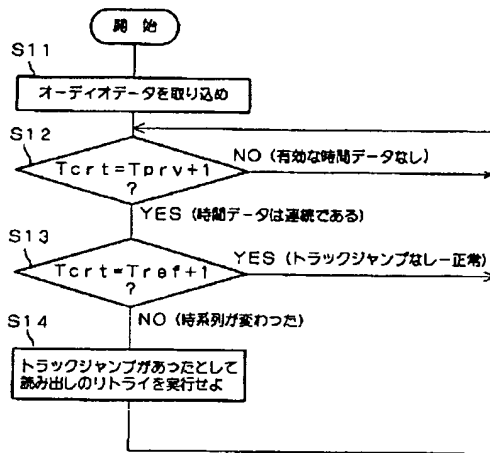 開始
S11
オーディオデータを取り込め
S12
Tcrt=Tprv+1
?
NO (有効な時間データなし)
YES (時間データは連続である)
S13
Tcrt=Tref+1
?
YES (トラックジャンプなしー正常)
NO (時系列が変わった)
S14
トラックジャンプがあったとして
読み出しのリトライを実行せよ